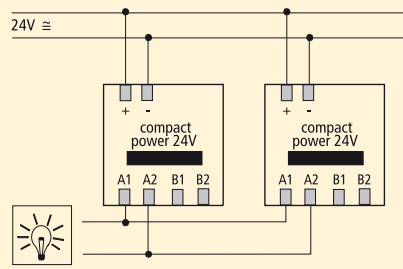 24V ≅
+ -
compact
power 24V
A1 A2 B1 B2
+ -
compact
power 24V
A1 A2 B1 B2